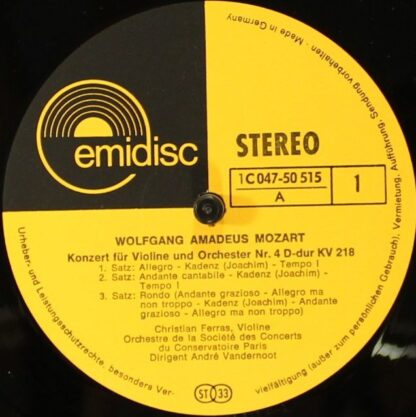 emidisc
STEREO
1C 047-50 515
A
1
WOLFGANG AMADEUS MOZART
Konzert für Violine und Orchester Nr. 4 D-dur KV 218
1. Satz: Allegro - Kadenz (Joachim) - Tempo I
2. Satz: Andante cantabile - Kadenz (Joachim) -
Tempo I
3. Satz: Rondo (Andante grazioso - Allegro ma
non troppo - Kadenz (Joachim) - Andante
grazioso - Allegro ma non troppo)
Christian Ferras, Violine
Orchestre de la Société des Concerts
du Conservatoire Paris
Dirigent André Vandernoot
ST 33
Urheber- und Leistungsschutzrechte, besonders Ver-
vielfältigung (außer zum persönlichen Gebrauch), Vermietung, Aufführung, Sendung vorbehalten · Made in Germany